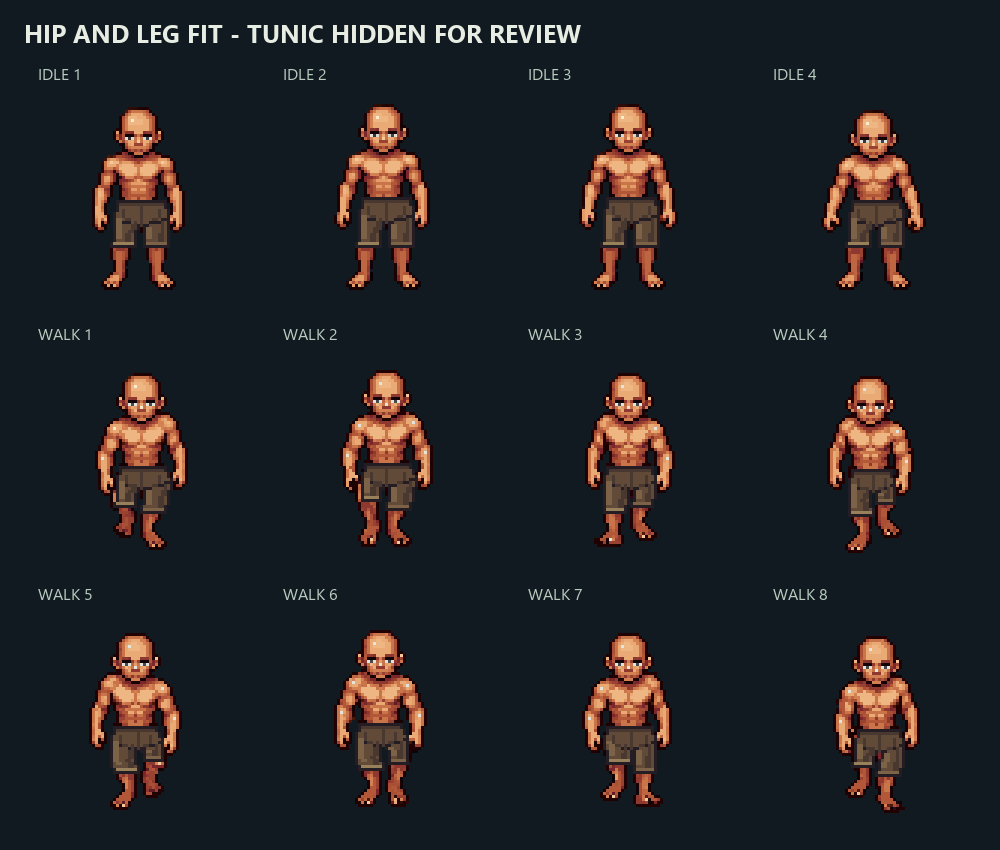 HIP AND LEG FIT - TUNIC HIDDEN FOR REVIEW
IDLE 1
IDLE 2
IDLE 3
IDLE 4
WALK 1
WALK 2
WALK 3
WALK 4
WALK 5
WALK 6
WALK 7
WALK 8